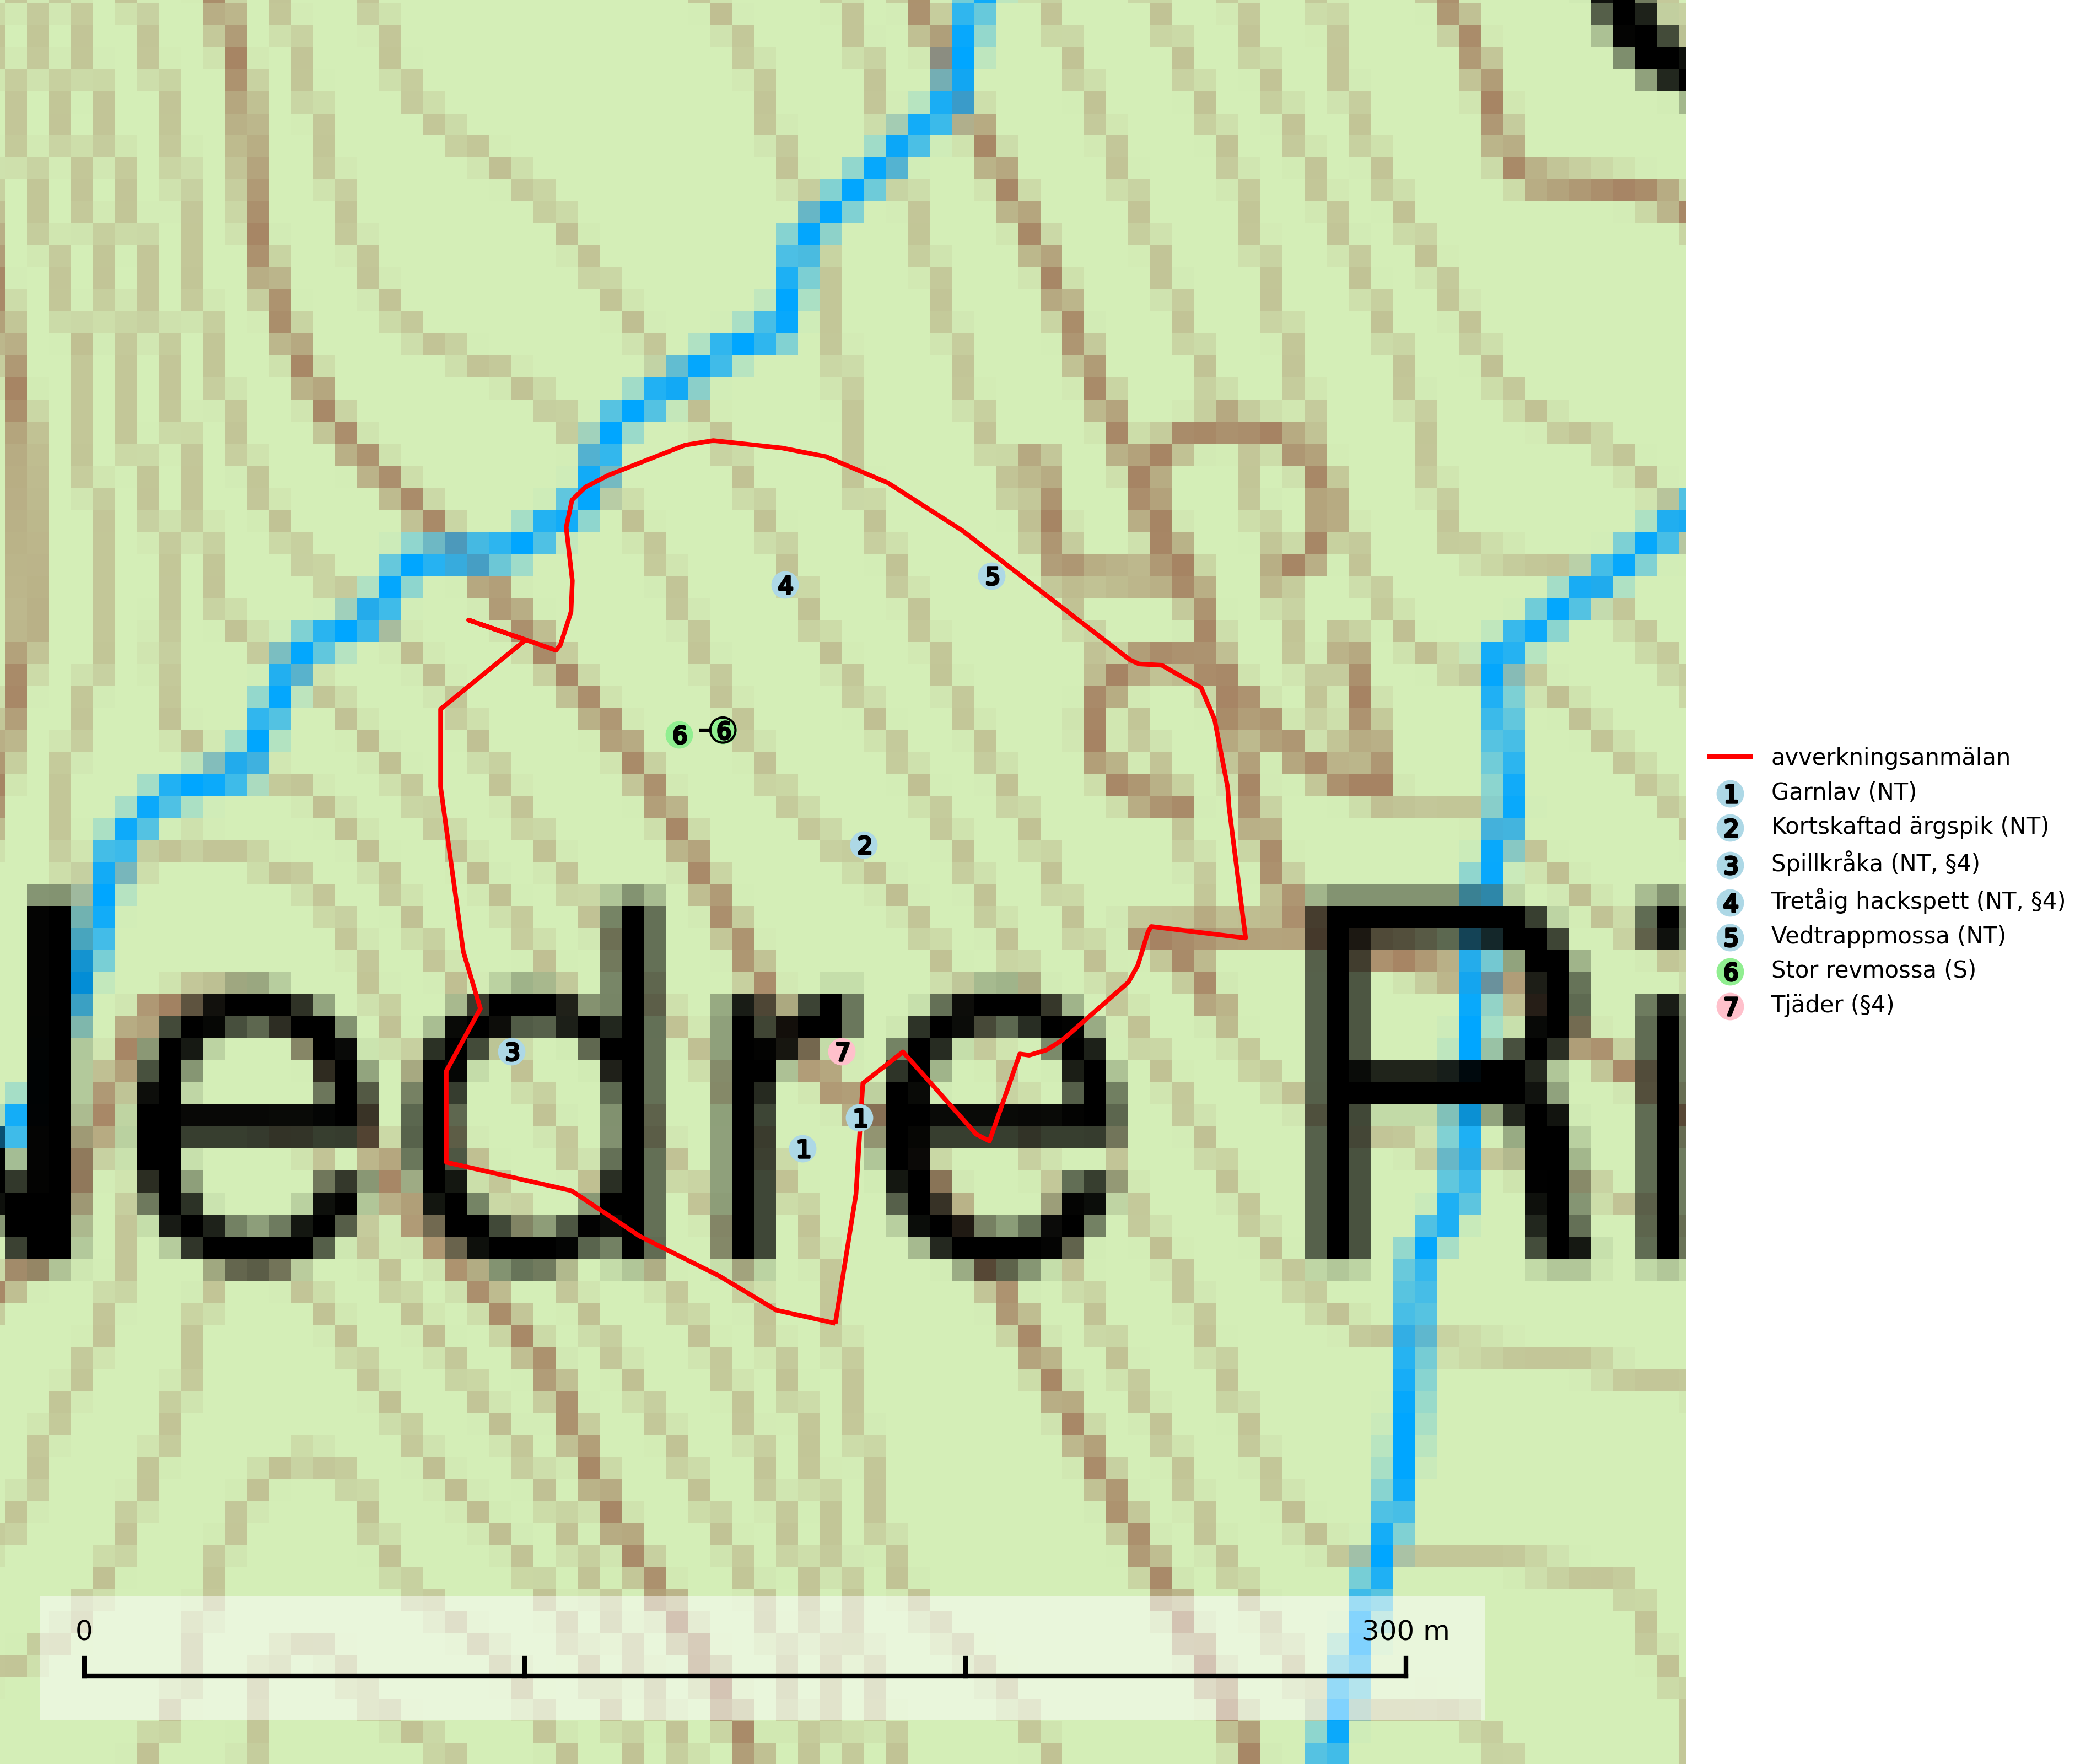 4
5
6
6
2
edre Ri
3
7
1
1
0
300 m
avverkningsanmälan
1 Garnlav (NT)
2 Kortskaftad ärgspik (NT)
3 Spillkråka (NT, §4)
4 Tretåig hackspett (NT, §4)
5 Vedtrappmossa (NT)
6 Stor revmossa (S)
7 Tjäder (§4)